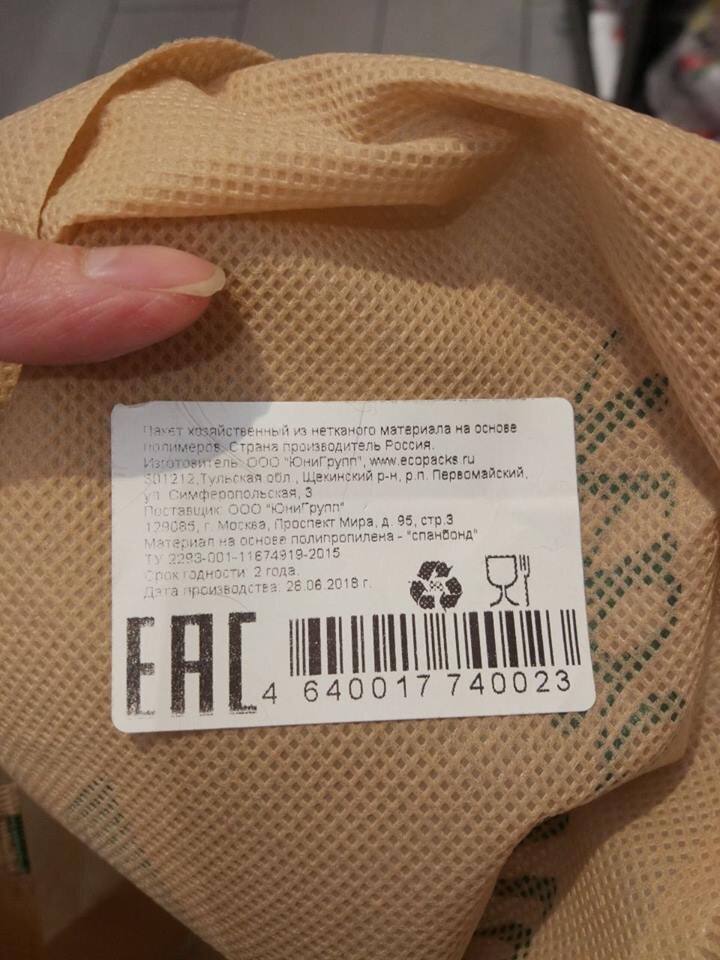 Пакет хозяйственный из нетканого материала на основе
полимеров. Страна производитель Россия.
Изготовитель: ООО "ЮниГрупп", www.ecopacks.ru
301212,Тульская обл., Щекинский р-н, р.п. Первомайский,
ул. Симферопольская, 3
Поставщик: ООО "ЮниГрупп"
129085, г. Москва, Проспект Мира, д. 95, стр.3
Материал на основе полипропилена - "спанбонд"
ТУ 2293-001-11674919-2015
Срок годности: 2 года.
Дата производства: 28.06.2018 г.
EAC
4 640017 740023